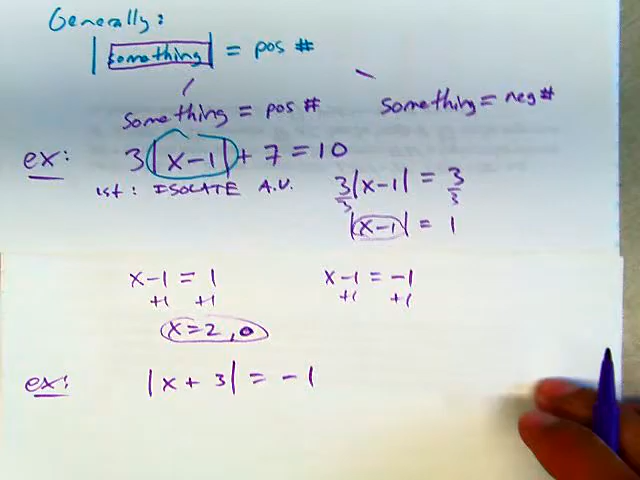 Generally:
|something| = pos #
something = pos #
something = neg #
ex: 3|x-1| + 7 = 10
1st: ISOLATE A.V.
3|x-1| = 3
3 3
|x-1| = 1
x-1 = 1
+1 +1
x-1 = -1
+1 +1
x=2,0
ex: |x + 3| = -1